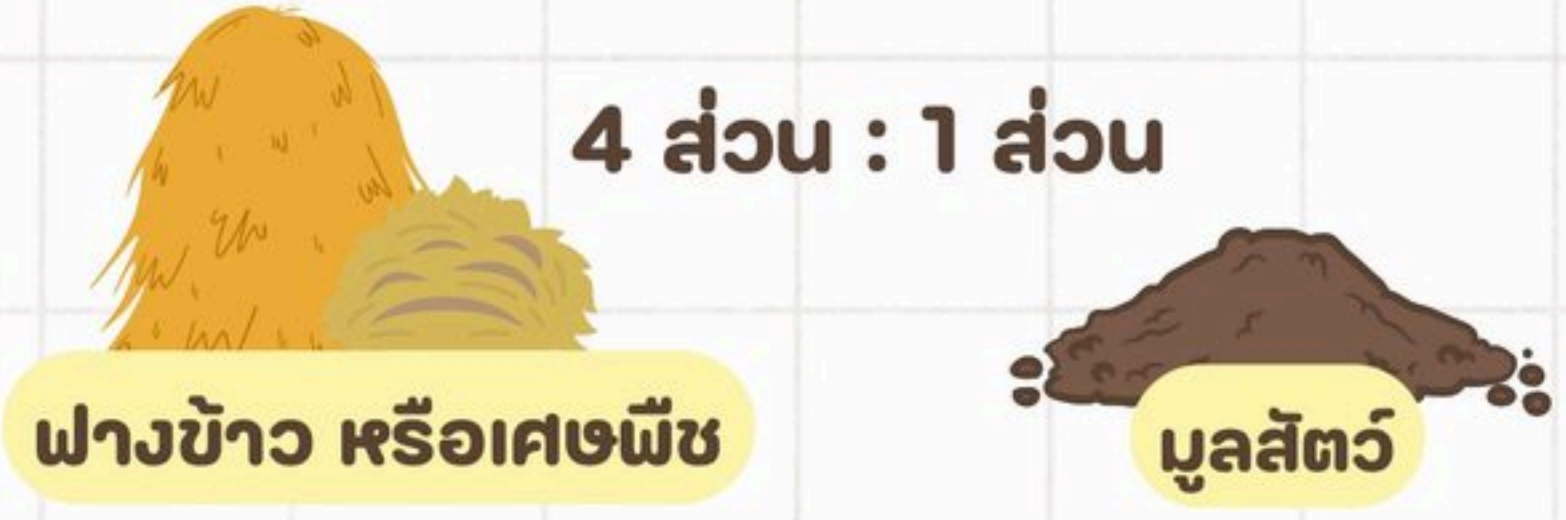 4 ส่วน : 1 ส่วน
ฟางข้าว หรือเศษพืช
มูลสัตว์